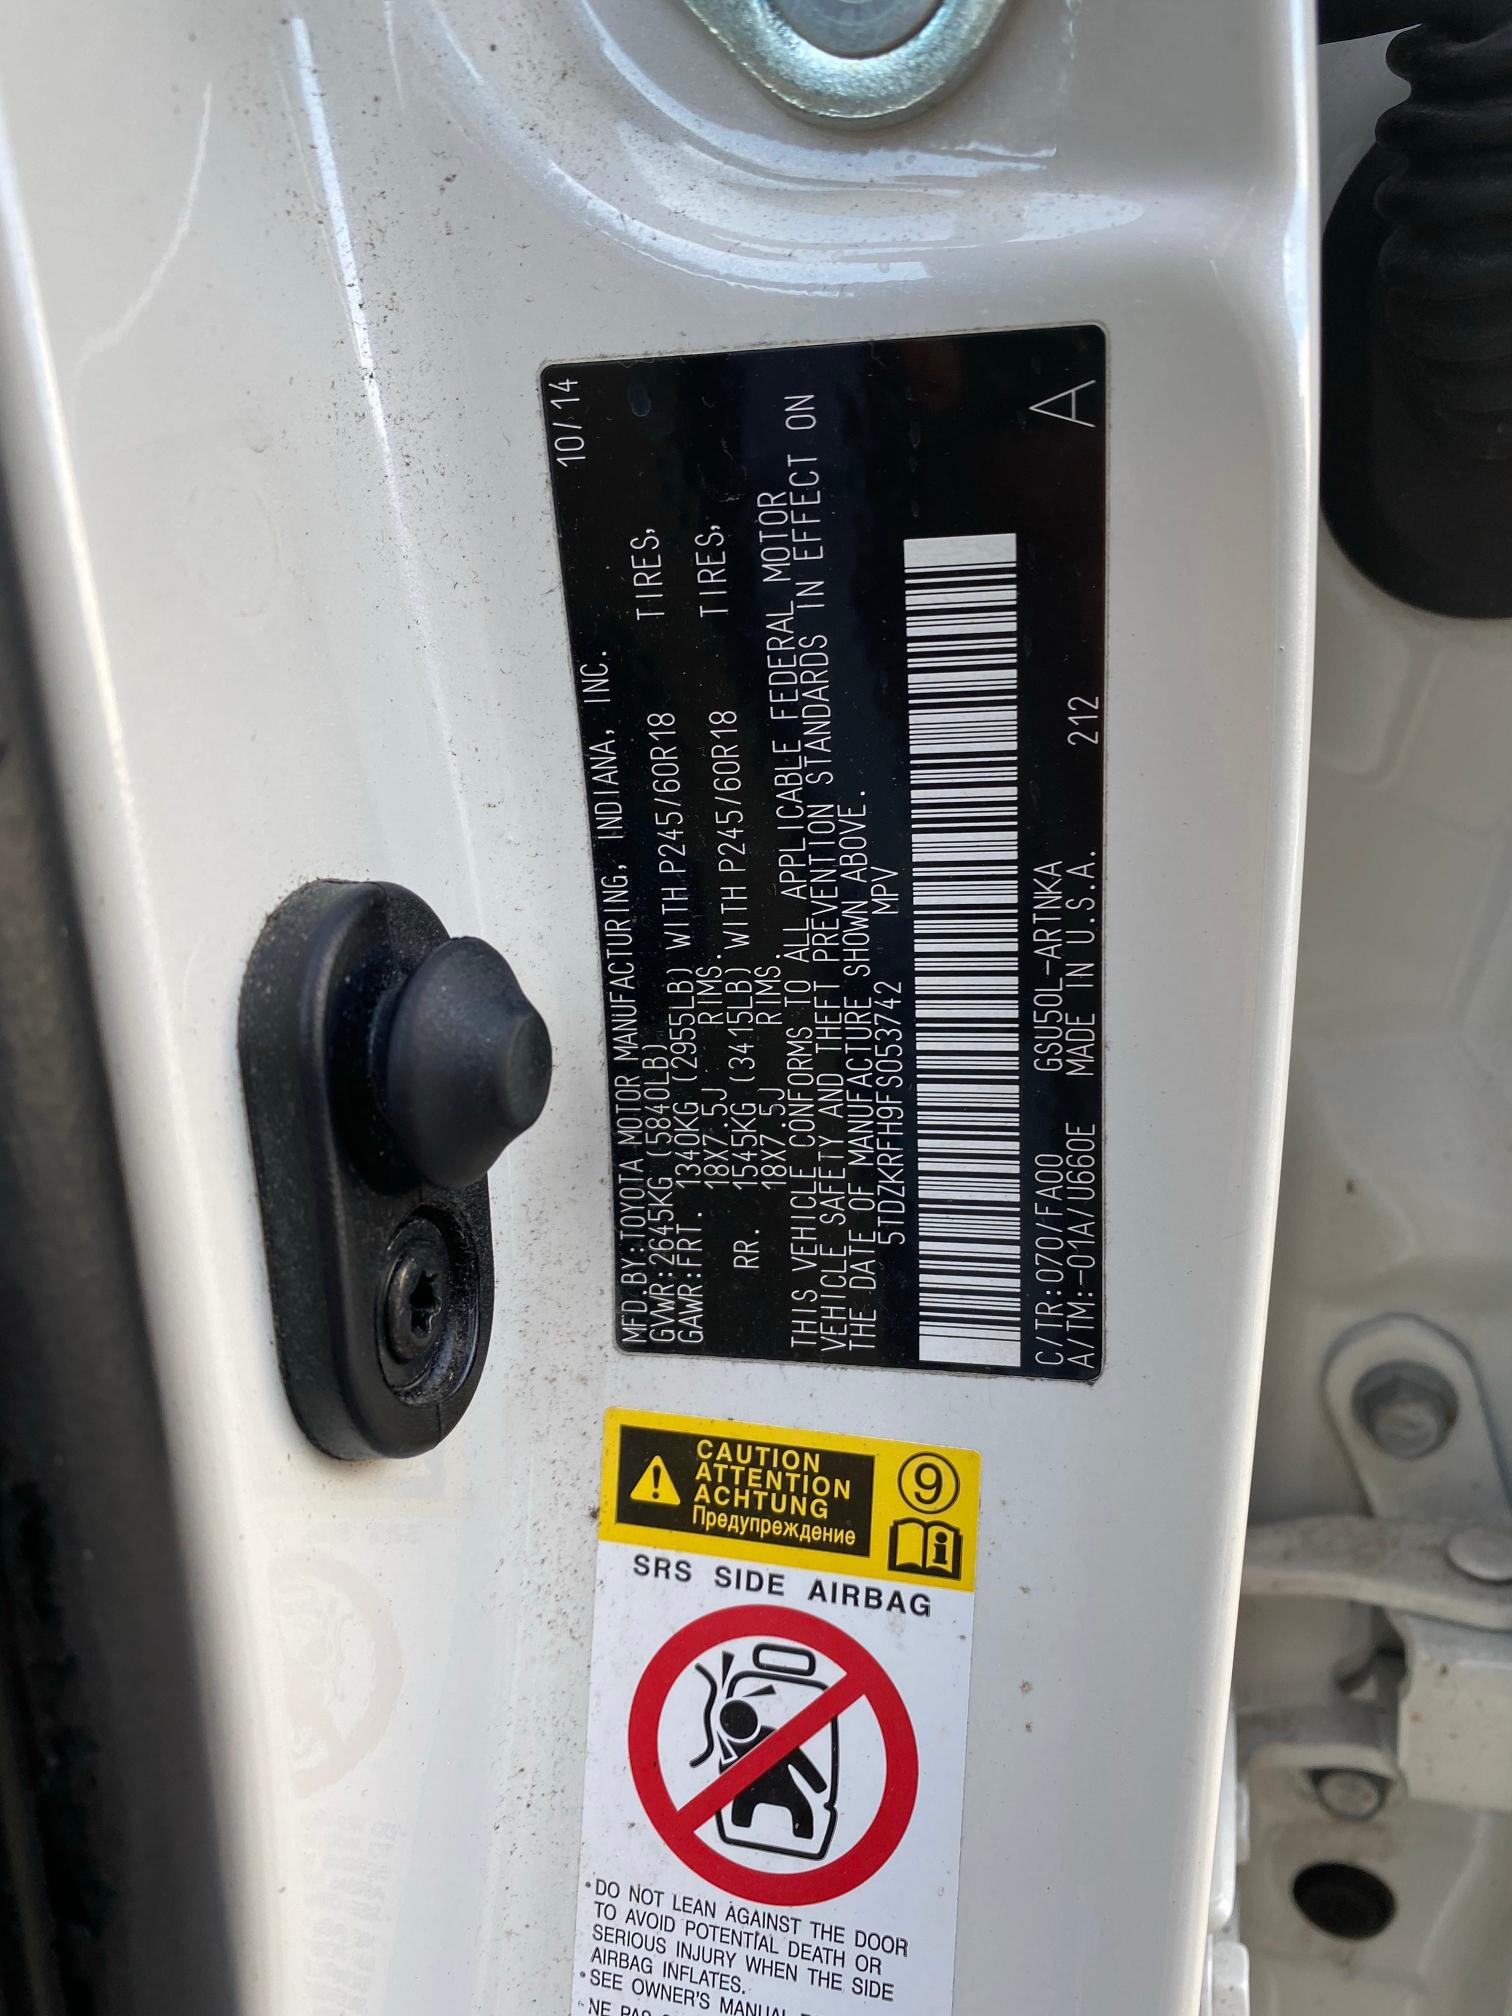 MFD.BY:TOYOTA MOTOR MANUFACTURING, INDIANA, INC. 10/14
GVWR:2645KG (5840LB)
GAWR:FRT. 1340KG (2955LB) WITH P245/60R18 TIRES,
18X7.5J RIMS.
RR. 1545KG (3415LB) WITH P245/60R18 TIRES,
18X7.5J RIMS.
THIS VEHICLE CONFORMS TO ALL APPLICABLE FEDERAL MOTOR
VEHICLE SAFETY AND THEFT PREVENTION STANDARDS IN EFFECT ON
THE DATE OF MANUFACTURE SHOWN ABOVE.
5TDZKRFH9FS053742 MPV
C/TR:070/FA00 GSU50L-ARTNKA
A/TM:-01A/U660E MADE IN U.S.A. 212 A
CAUTION
ATTENTION
ACHTUNG
Предупреждение
9
SRS SIDE AIRBAG
•DO NOT LEAN AGAINST THE DOOR
TO AVOID POTENTIAL DEATH OR
SERIOUS INJURY WHEN THE SIDE
AIRBAG INFLATES.
•SEE OWNER'S MANUAL
NE PAS